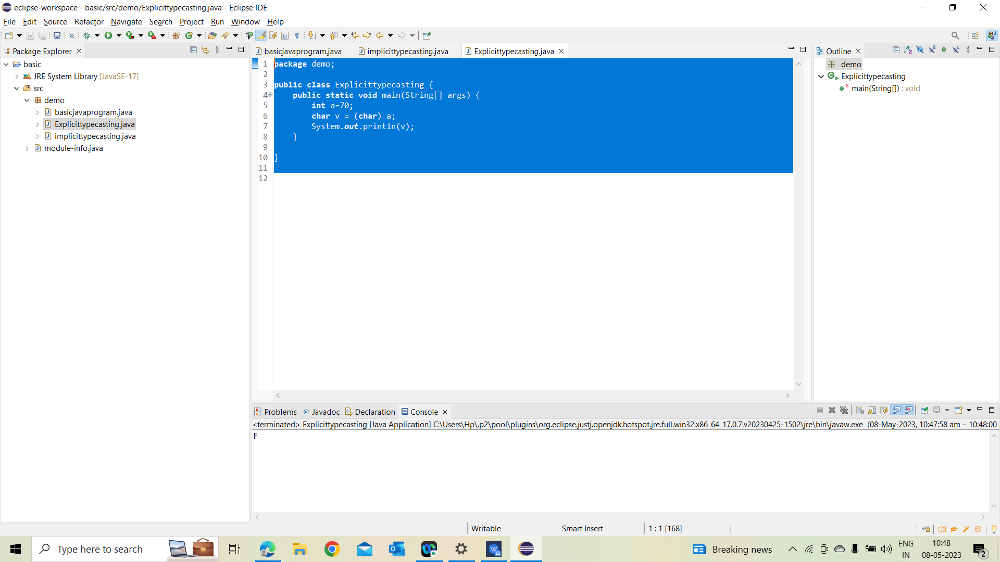 eclipse-workspace - basic/src/demo/Explicittypecasting.java - Eclipse IDE
File Edit Source Refactor Navigate Search Project Run Window Help
Package Explorer
basic
JRE System Library [JavaSE-17]
src
demo
basicjavaprogram.java
Explicittypecasting.java
implicittypecasting.java
module-info.java
basicjavaprogram.java implicittypecasting.java Explicittypecasting.java
1 package demo;
2
3 public class Explicittypecasting {
4 public static void main(String[] args) {
5 int a=70;
6 char v = (char) a;
7 System.out.println(v);
8 }
9
10 }
11
12
Outline
demo
Explicittypecasting
main(String[]) : void
Problems @ Javadoc Declaration Console
<terminated> Explicittypecasting [Java Application] C:\Users\Hp\.p2\pool\plugins\org.eclipse.justj.openjdk.hotspot.jre.full.win32.x86_64_17.0.7.v20230425-1502\jre\bin\javaw.exe (08-May-2023, 10:47:58 am – 10:48:00
F
Writable Smart Insert 1 : 1 [168]
Type here to search
Breaking news
ENG
IN
10:48
08-05-2023
2